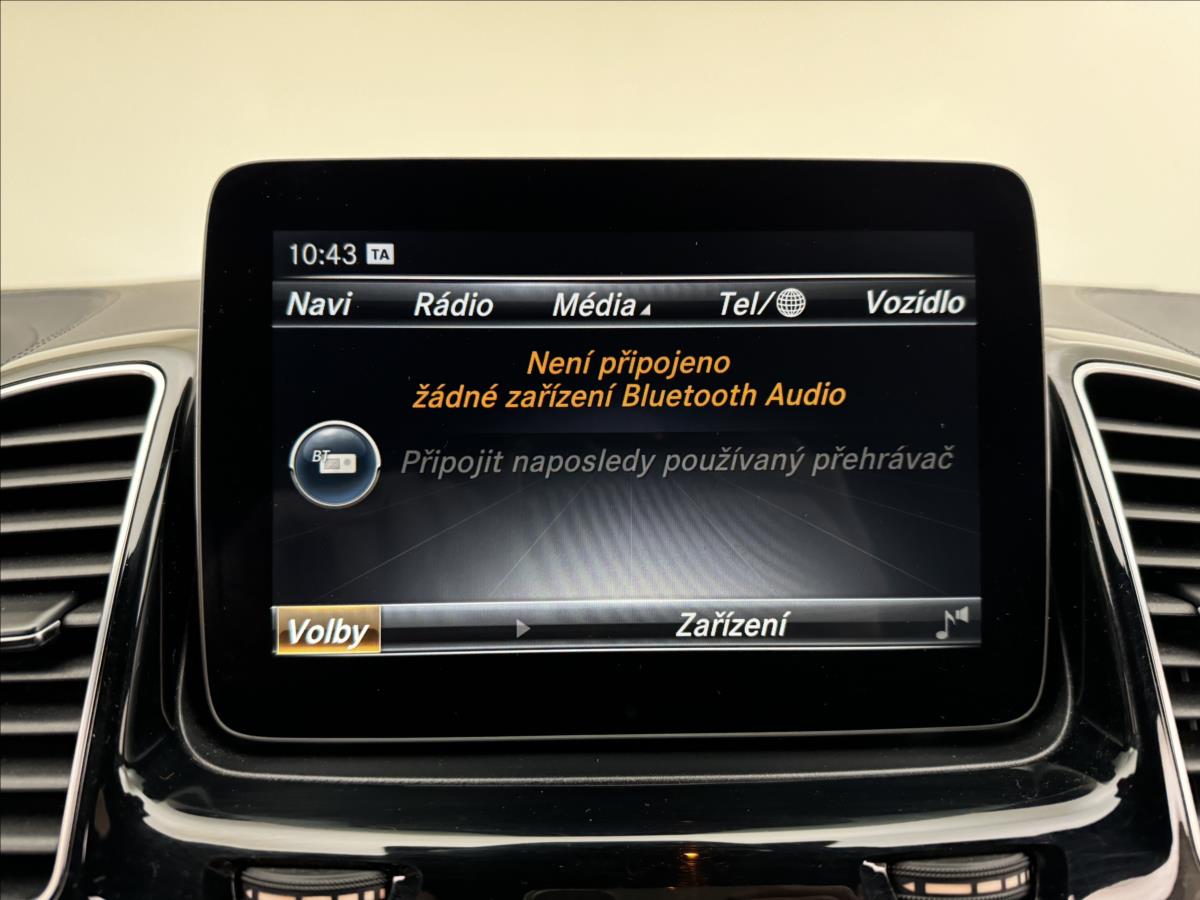 10:43 TA
Navi Rádio Média Tel/ Vozidlo
Není připojeno
žádné zařízení Bluetooth Audio
BT
Připojit naposledy používaný přehrávač
Volby Zařízení